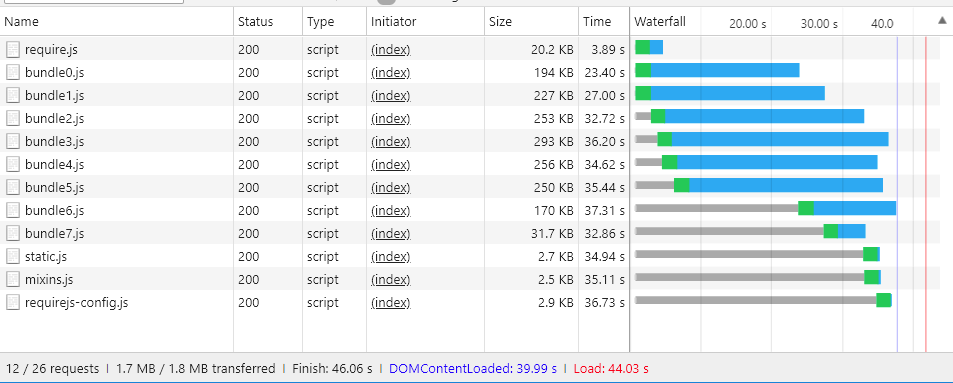 Name Status Type Initiator Size Time Waterfall 20.00 s 30.00 s 40.0
require.js 200 script (index) 20.2 KB 3.89 s
bundle0.js 200 script (index) 194 KB 23.40 s
bundle1.js 200 script (index) 227 KB 27.00 s
bundle2.js 200 script (index) 253 KB 32.72 s
bundle3.js 200 script (index) 293 KB 36.20 s
bundle4.js 200 script (index) 256 KB 34.62 s
bundle5.js 200 script (index) 250 KB 35.44 s
bundle6.js 200 script (index) 170 KB 37.31 s
bundle7.js 200 script (index) 31.7 KB 32.86 s
static.js 200 script (index) 2.7 KB 34.94 s
mixins.js 200 script (index) 2.5 KB 35.11 s
requirejs-config.js 200 script (index) 2.9 KB 36.73 s
12 / 26 requests 1.7 MB / 1.8 MB transferred Finish: 46.06 s DOMContentLoaded: 39.99 s Load: 44.03 s